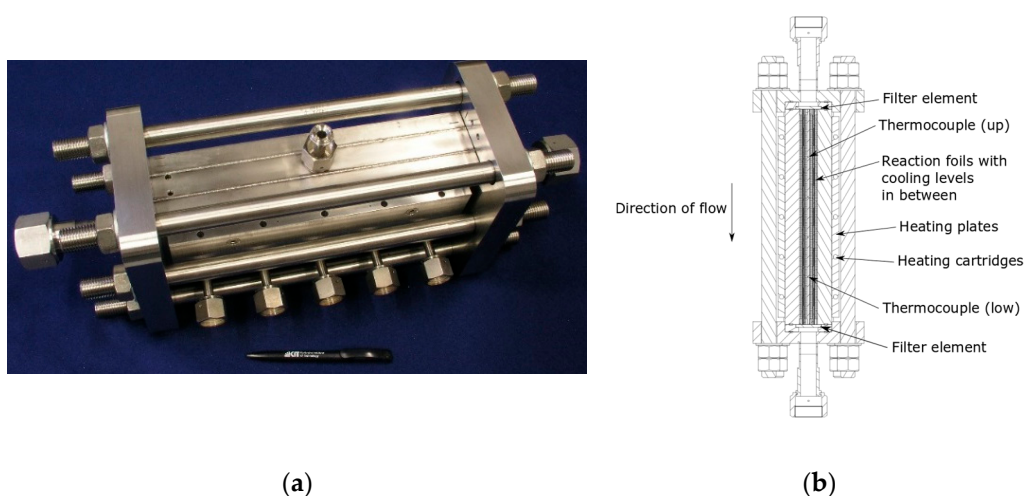 KIT
Filter element
Thermocouple (up)
Reaction foils with
cooling levels
in between
Direction of flow
Heating plates
Heating cartridges
Thermocouple (low)
Filter element
(a)
(b)